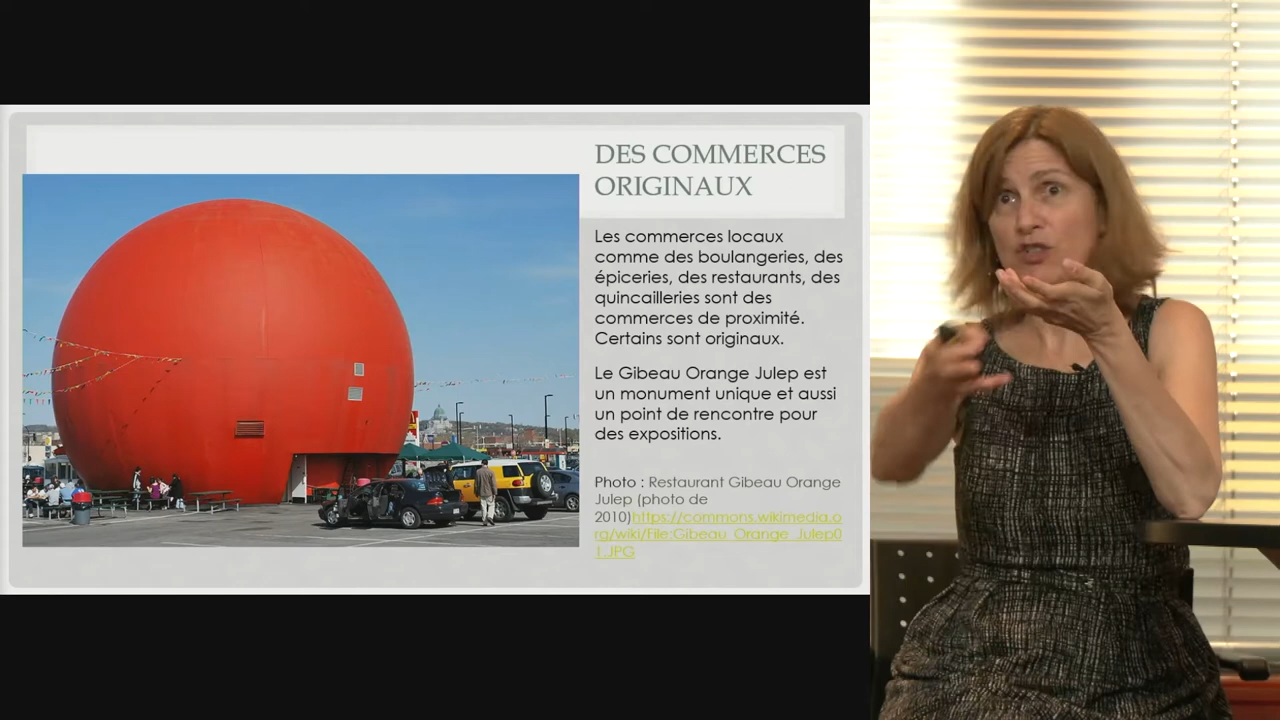 DES COMMERCES
ORIGINAUX
Les commerces locaux
comme des boulangeries, des
épiceries, des restaurants, des
quincailleries sont des
commerces de proximité.
Certains sont originaux.
Le Gibeau Orange Julep est
un monument unique et aussi
un point de rencontre pour
des expositions.
Photo : Restaurant Gibeau Orange
Julep (photo de
2010)https://commons.wikimedia.o
rg/wiki/File:Gibeau_Orange_Julep0
1.JPG